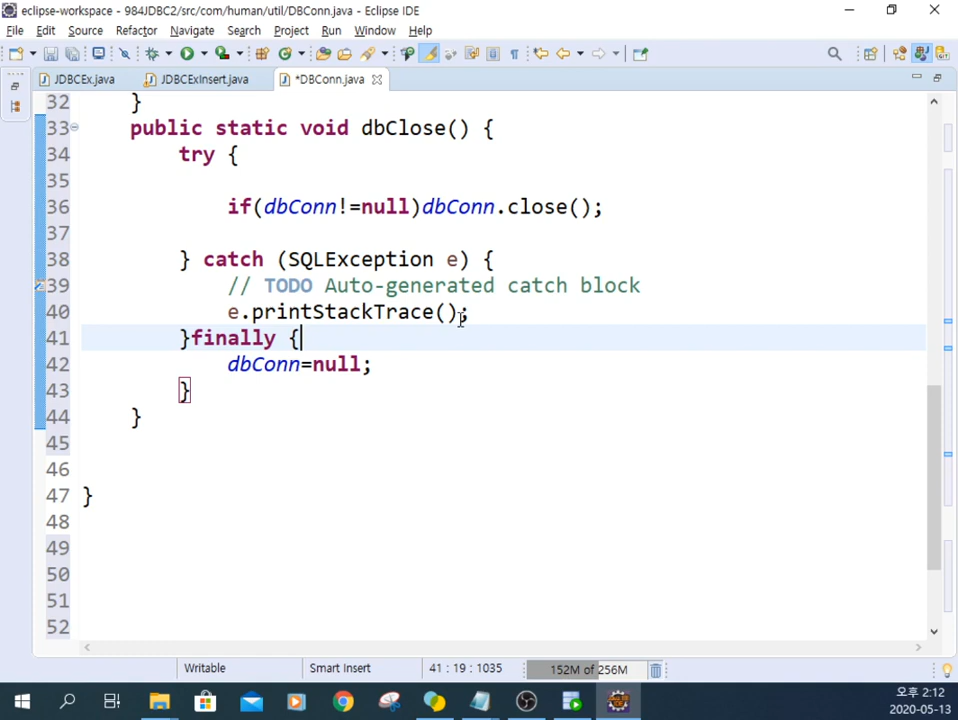 eclipse-workspace - 984JDBC2/src/com/human/util/DBConn.java - Eclipse IDE
File Edit Source Refactor Navigate Search Project Run Window Help
JDBCEx.java JDBCExInsert.java *DBConn.java
32 }
33 public static void dbClose() {
34 try {
35
36 if(dbConn!=null)dbConn.close();
37
38 } catch (SQLException e) {
39 // TODO Auto-generated catch block
40 e.printStackTrace();
41 }finally {
42 dbConn=null;
43 }
44 }
45
46
47 }
48
49
50
51
52
Writable Smart Insert 41 : 19 : 1035 152M of 256M
오후 2:12
2020-05-13